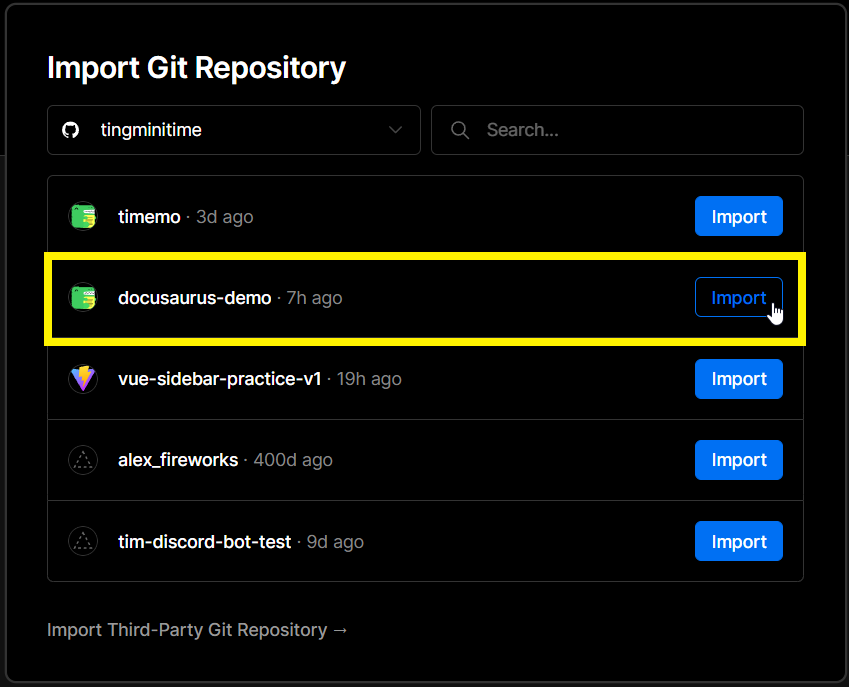 Import Git Repository
tingminitime
Search...
timemo · 3d ago
Import
docusaurus-demo · 7h ago
Import
vue-sidebar-practice-v1 · 19h ago
Import
alex_fireworks · 400d ago
Import
tim-discord-bot-test · 9d ago
Import
Import Third-Party Git Repository →